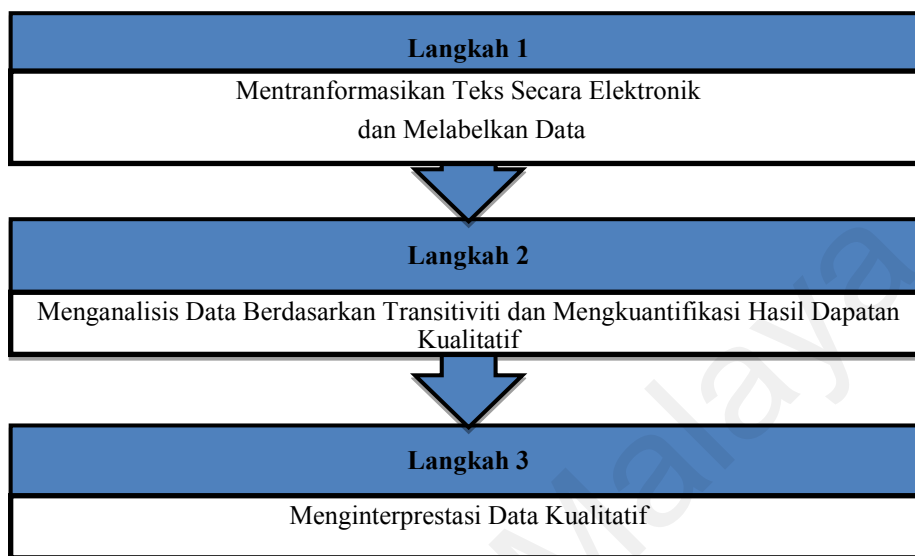 Langkah 1
Mentranformasikan Teks Secara Elektronik
dan Melabelkan Data
Langkah 2
Menganalisis Data Berdasarkan Transitiviti dan Mengkuantifikasi Hasil Dapatan
Kualitatif
Langkah 3
Menginterprestasi Data Kualitatif
Malaya